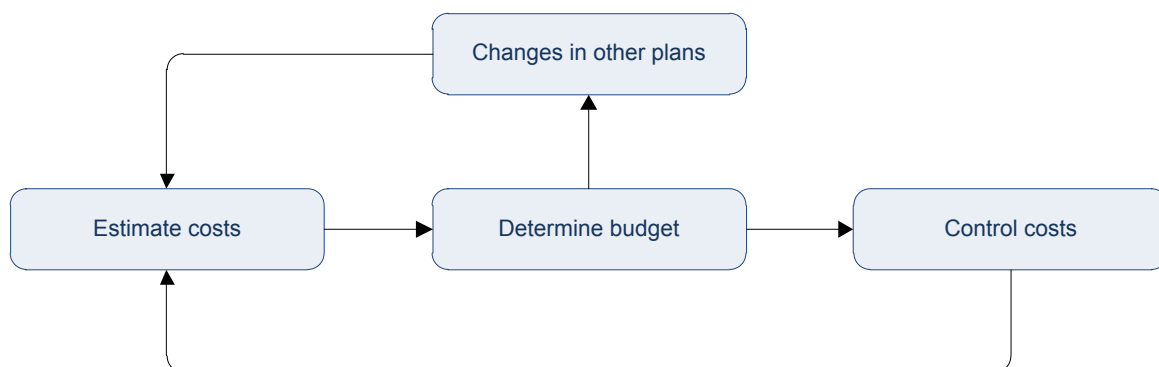 Changes in other plans
Estimate costs
Determine budget
Control costs